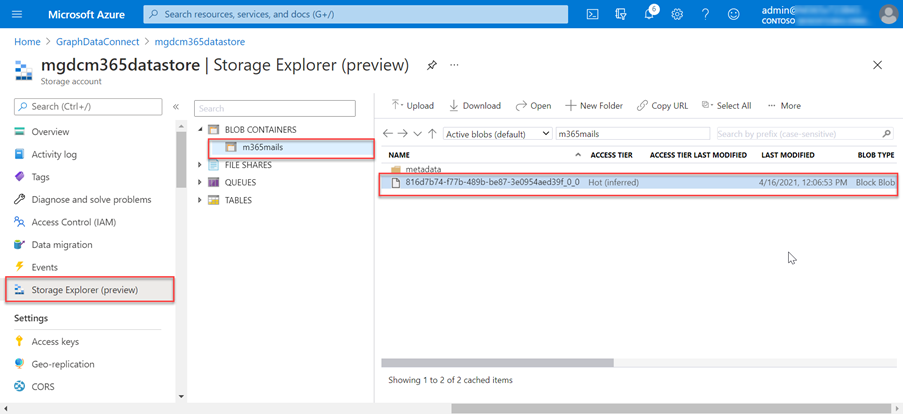 Microsoft Azure
Search resources, services, and docs (G+/)
6
admin@
CONTOSO
Home > GraphDataConnect > mgdcm365datastore
mgdcm365datastore | Storage Explorer (preview)
Storage account
Search (Ctrl+/)
Overview
Activity log
Tags
Diagnose and solve problems
Access Control (IAM)
Data migration
Events
Storage Explorer (preview)
Settings
Access keys
Geo-replication
CORS
Search
BLOB CONTAINERS
m365mails
FILE SHARES
QUEUES
TABLES
Upload Download Open New Folder Copy URL Select All More
Active blobs (default) m365mails Search by prefix (case-sensitive)
NAME ACCESS TIER ACCESS TIER LAST MODIFIED LAST MODIFIED BLOB TYPE
metadata
816d7b74-f77b-489b-be87-3e0954aed39f_0_0 Hot (inferred) 4/16/2021, 12:06:53 PM Block Blob
Showing 1 to 2 of 2 cached items